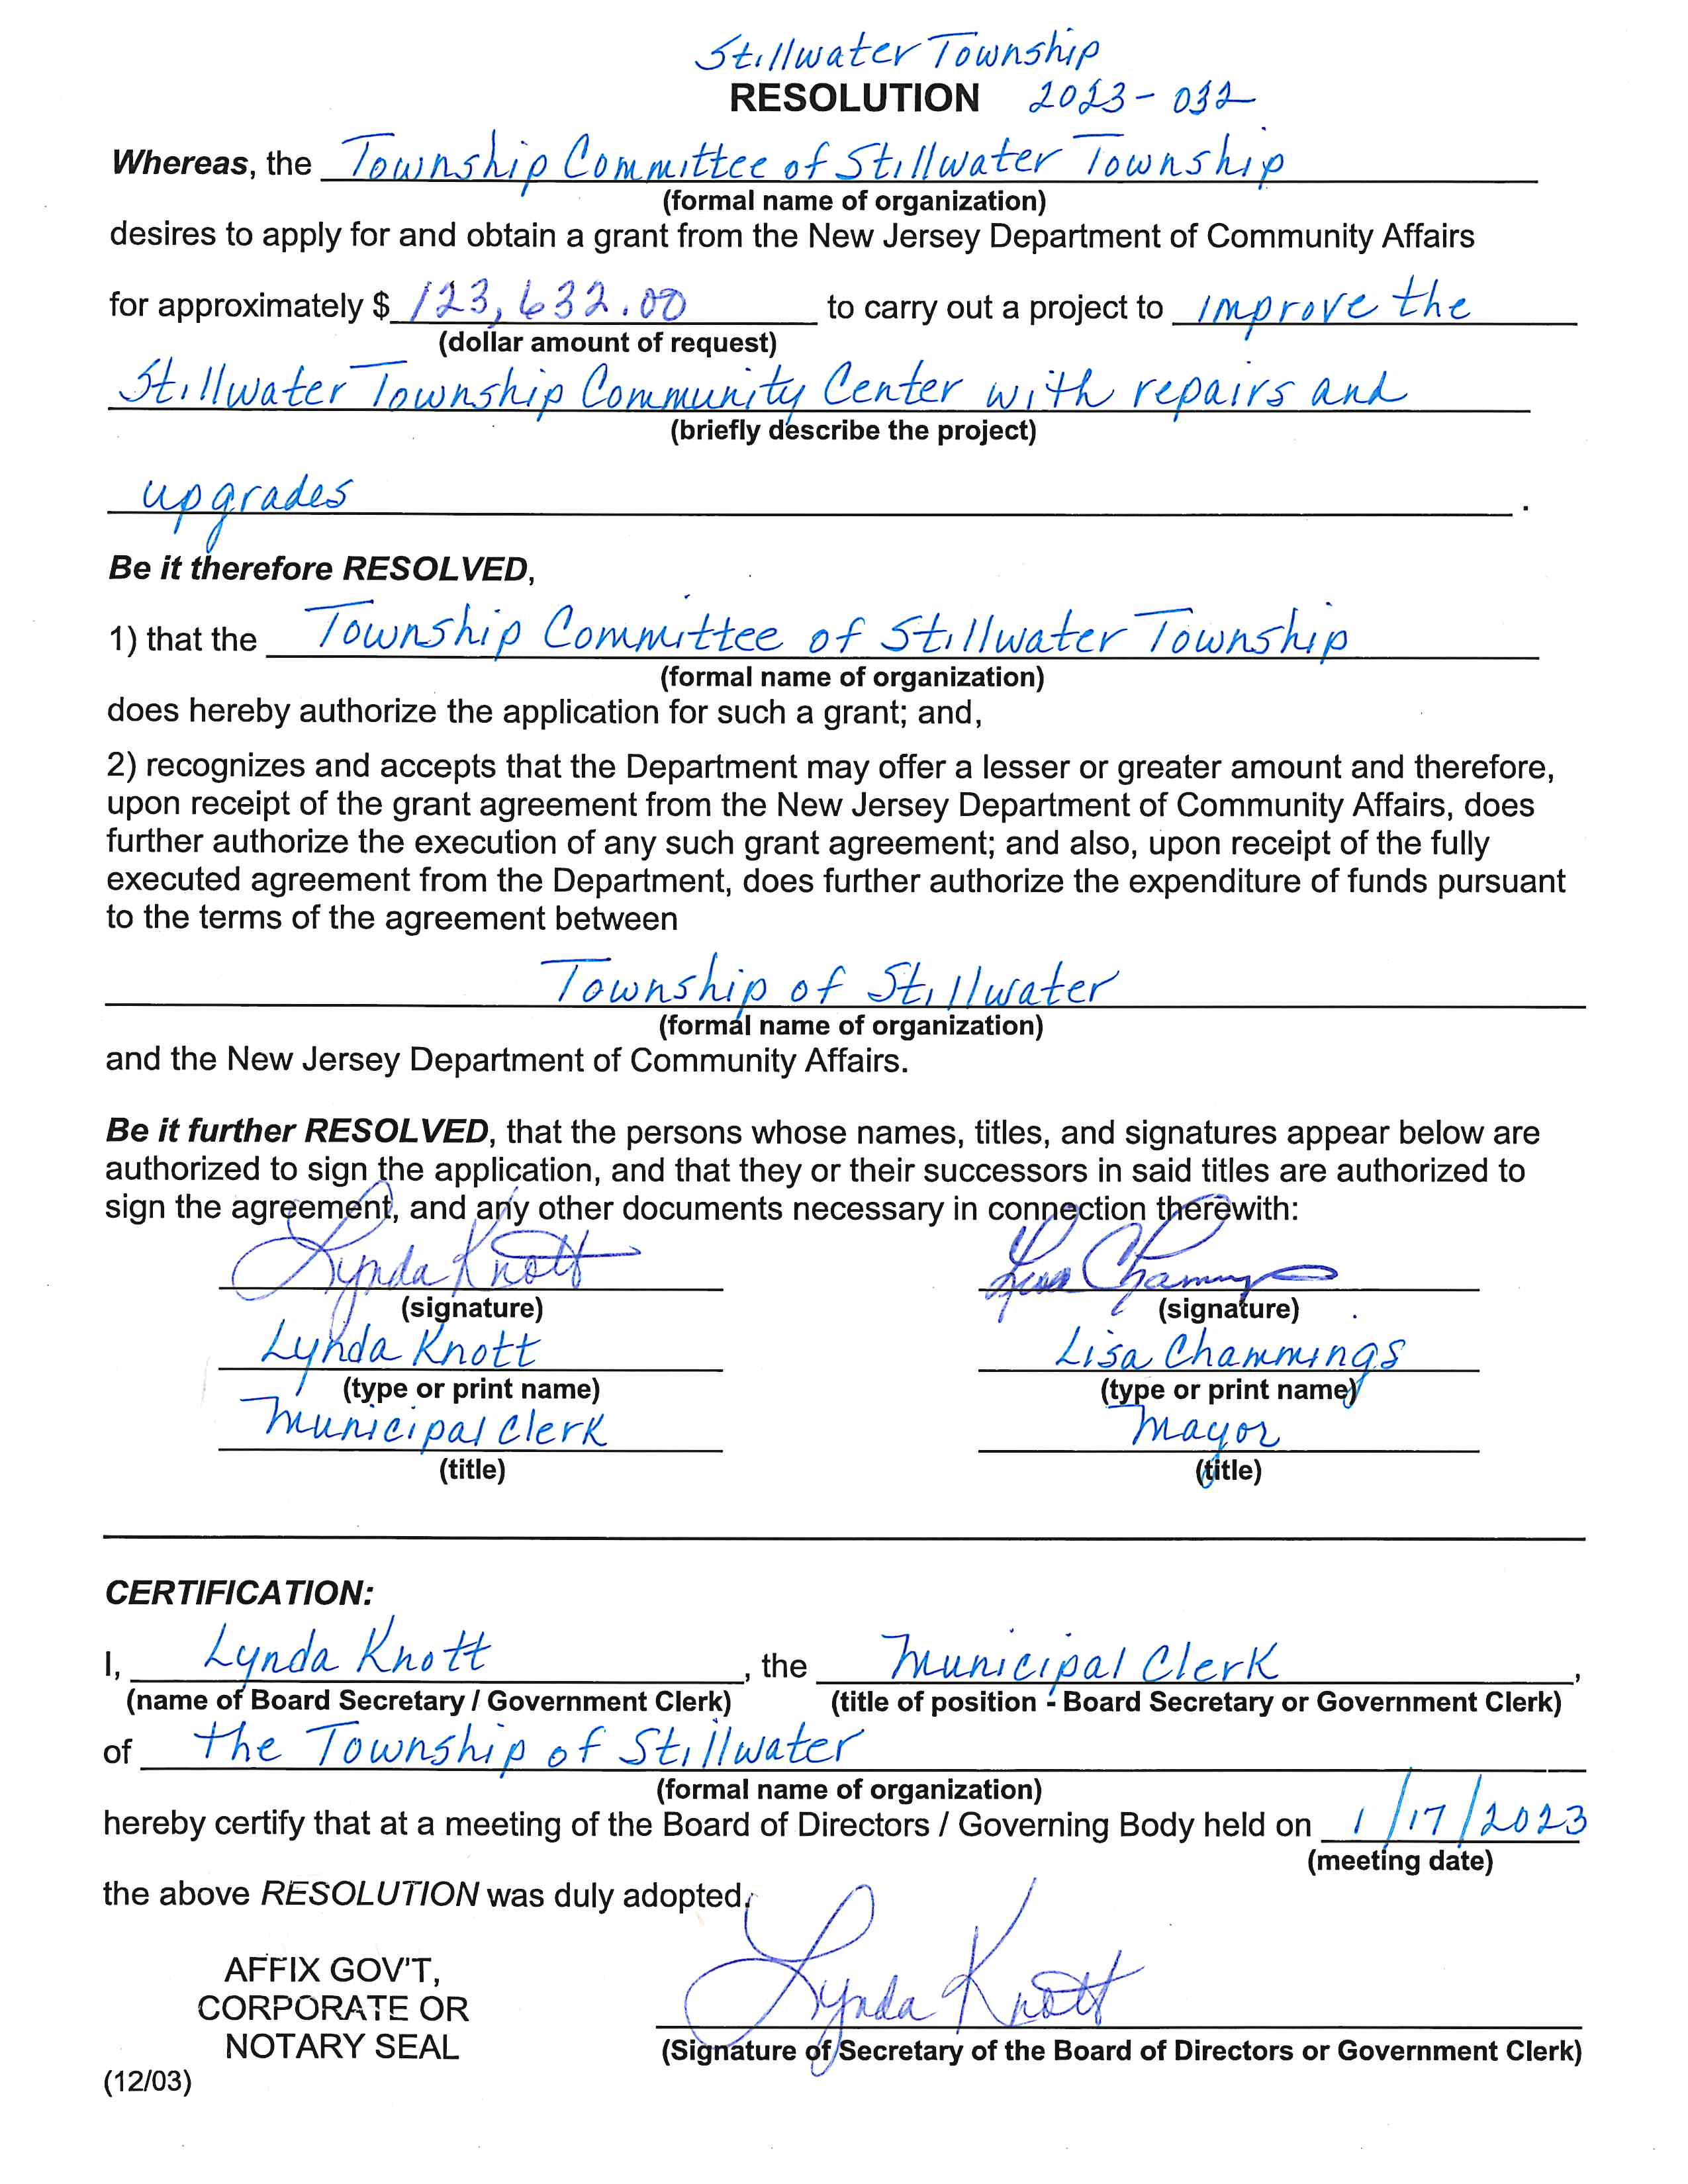 Stillwater Township
RESOLUTION 2023-032
Whereas, the Township Committee of Stillwater Township
(formal name of organization)
desires to apply for and obtain a grant from the New Jersey Department of Community Affairs
for approximately $ 123,632.00 to carry out a project to improve the
(dollar amount of request)
Stillwater Township Community Center with repairs and
(briefly describe the project)
upgrades .
Be it therefore RESOLVED,
1) that the Township Committee of Stillwater Township
(formal name of organization)
does hereby authorize the application for such a grant; and,
2) recognizes and accepts that the Department may offer a lesser or greater amount and therefore,
upon receipt of the grant agreement from the New Jersey Department of Community Affairs, does
further authorize the execution of any such grant agreement; and also, upon receipt of the fully
executed agreement from the Department, does further authorize the expenditure of funds pursuant
to the terms of the agreement between
Township of Stillwater
(formal name of organization)
and the New Jersey Department of Community Affairs.
Be it further RESOLVED, that the persons whose names, titles, and signatures appear below are
authorized to sign the application, and that they or their successors in said titles are authorized to
sign the agreement, and any other documents necessary in connection therewith:
Lynda Knott Lisa Chammings
(signature) (signature)
Lynda Knott Lisa Chammings
(type or print name) (type or print name)
Municipal Clerk Mayor
(title) (title)
CERTIFICATION:
I, Lynda Knott, the Municipal Clerk,
(name of Board Secretary / Government Clerk) (title of position - Board Secretary or Government Clerk)
of the Township of Stillwater
(formal name of organization)
hereby certify that at a meeting of the Board of Directors / Governing Body held on 1/17/2023
(meeting date)
the above RESOLUTION was duly adopted.
AFFIX GOV'T,
CORPORATE OR
NOTARY SEAL
Lynda Knott
(Signature of Secretary of the Board of Directors or Government Clerk)
(12/03)